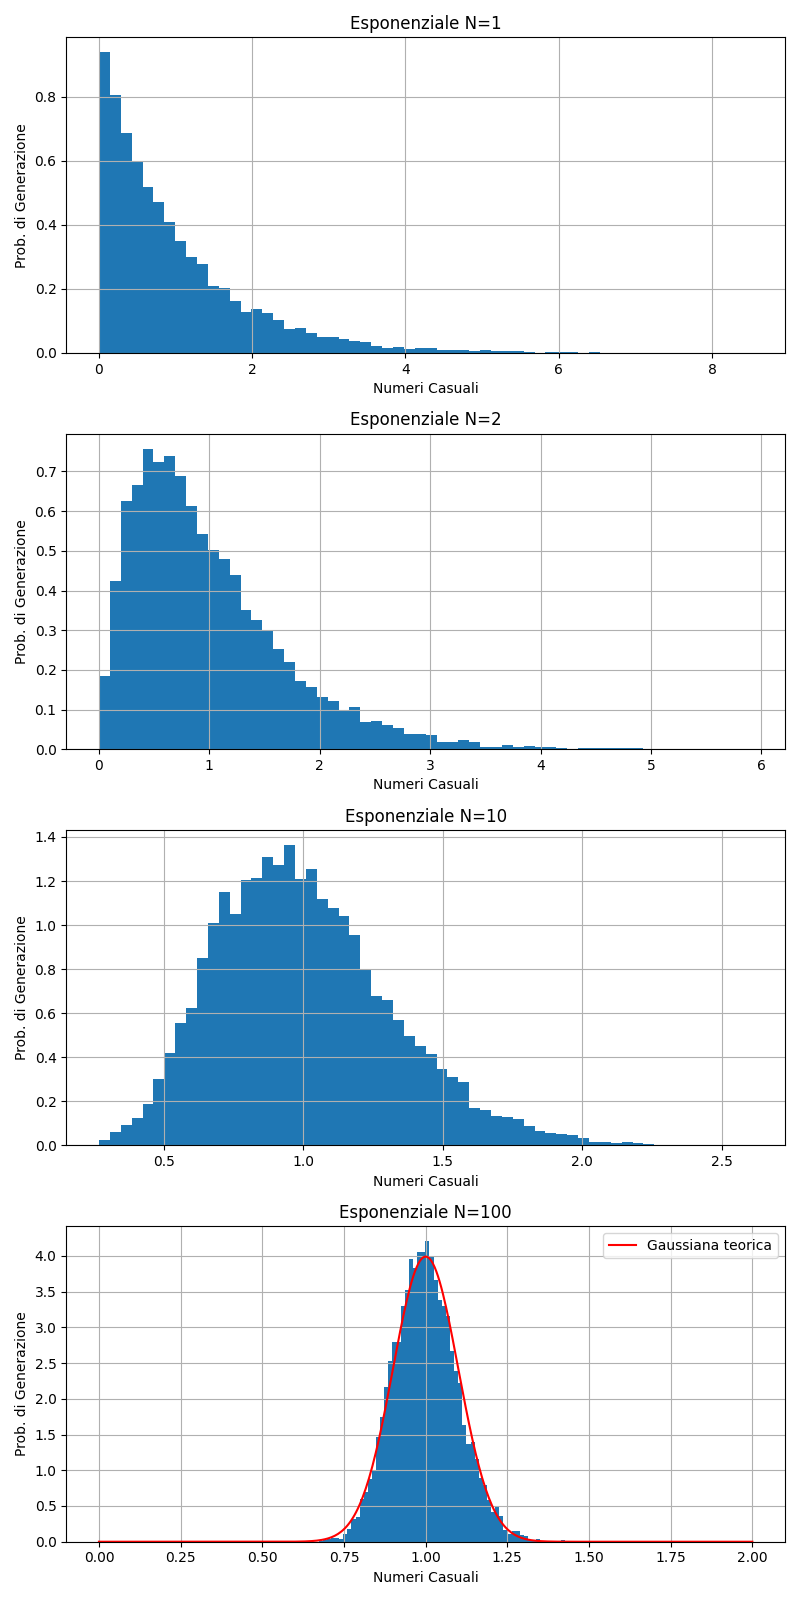 Esponenziale N=1
Prob. di Generazione
0.8
0.6
0.4
0.2
0.0
0 2 4 6 8
Numeri Casuali
Esponenziale N=2
Prob. di Generazione
0.7
0.6
0.5
0.4
0.3
0.2
0.1
0.0
0 1 2 3 4 5 6
Numeri Casuali
Esponenziale N=10
Prob. di Generazione
1.4
1.2
1.0
0.8
0.6
0.4
0.2
0.0
0.5 1.0 1.5 2.0 2.5
Numeri Casuali
Esponenziale N=100
Gaussiana teorica
Prob. di Generazione
4.0
3.5
3.0
2.5
2.0
1.5
1.0
0.5
0.0
0.00 0.25 0.50 0.75 1.00 1.25 1.50 1.75 2.00
Numeri Casuali